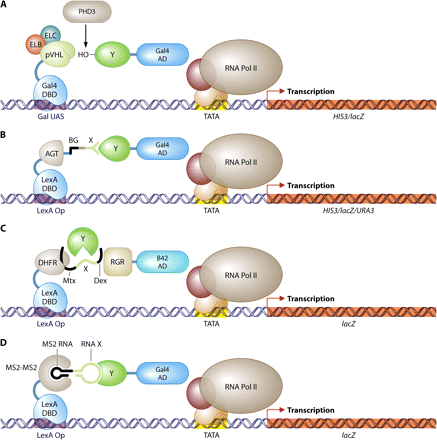 PHD3
A
ELC
ELB
pVHL
HO
Y
Gal4
AD
RNA Pol II
Gal4
DBD
Transcription
Gal UAS
TATA
HIS3/lacZ
B
BG
X
AGT
Y
Gal4
AD
RNA Pol II
LexA
DBD
Transcription
LexA Op
TATA
HIS3/lacZ/URA3
C
Y
DHFR
X
RGR
B42
AD
RNA Pol II
Mtx
Dex
LexA
DBD
Transcription
LexA Op
TATA
lacZ
D
MS2 RNA
RNA X
MS2-MS2
Y
Gal4
AD
RNA Pol II
LexA
DBD
Transcription
LexA Op
TATA
lacZ